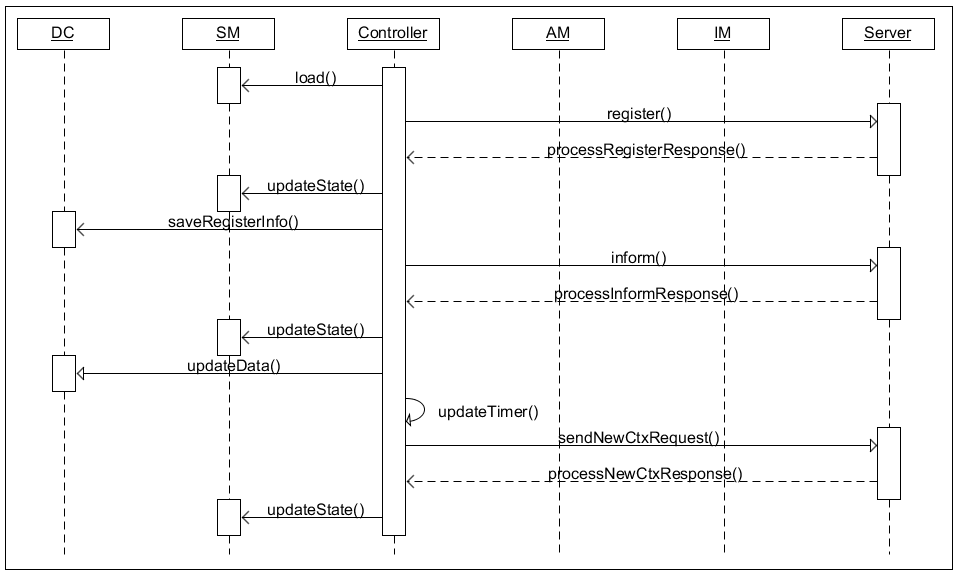 DC SM Controller AM IM Server
load()
register()
processRegisterResponse()
updateState()
saveRegisterInfo()
inform()
processInformResponse()
updateState()
updateData()
updateTimer()
sendNewCtxRequest()
processNewCtxResponse()
updateState()